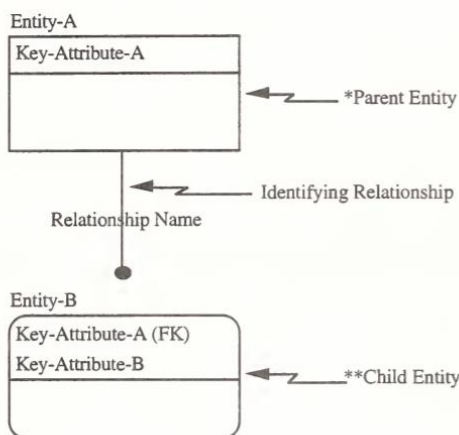 Entity-A
Key-Attribute-A
*Parent Entity
Identifying Relationship
Relationship Name
Entity-B
Key-Attribute-A (FK)
Key-Attribute-B
**Child Entity